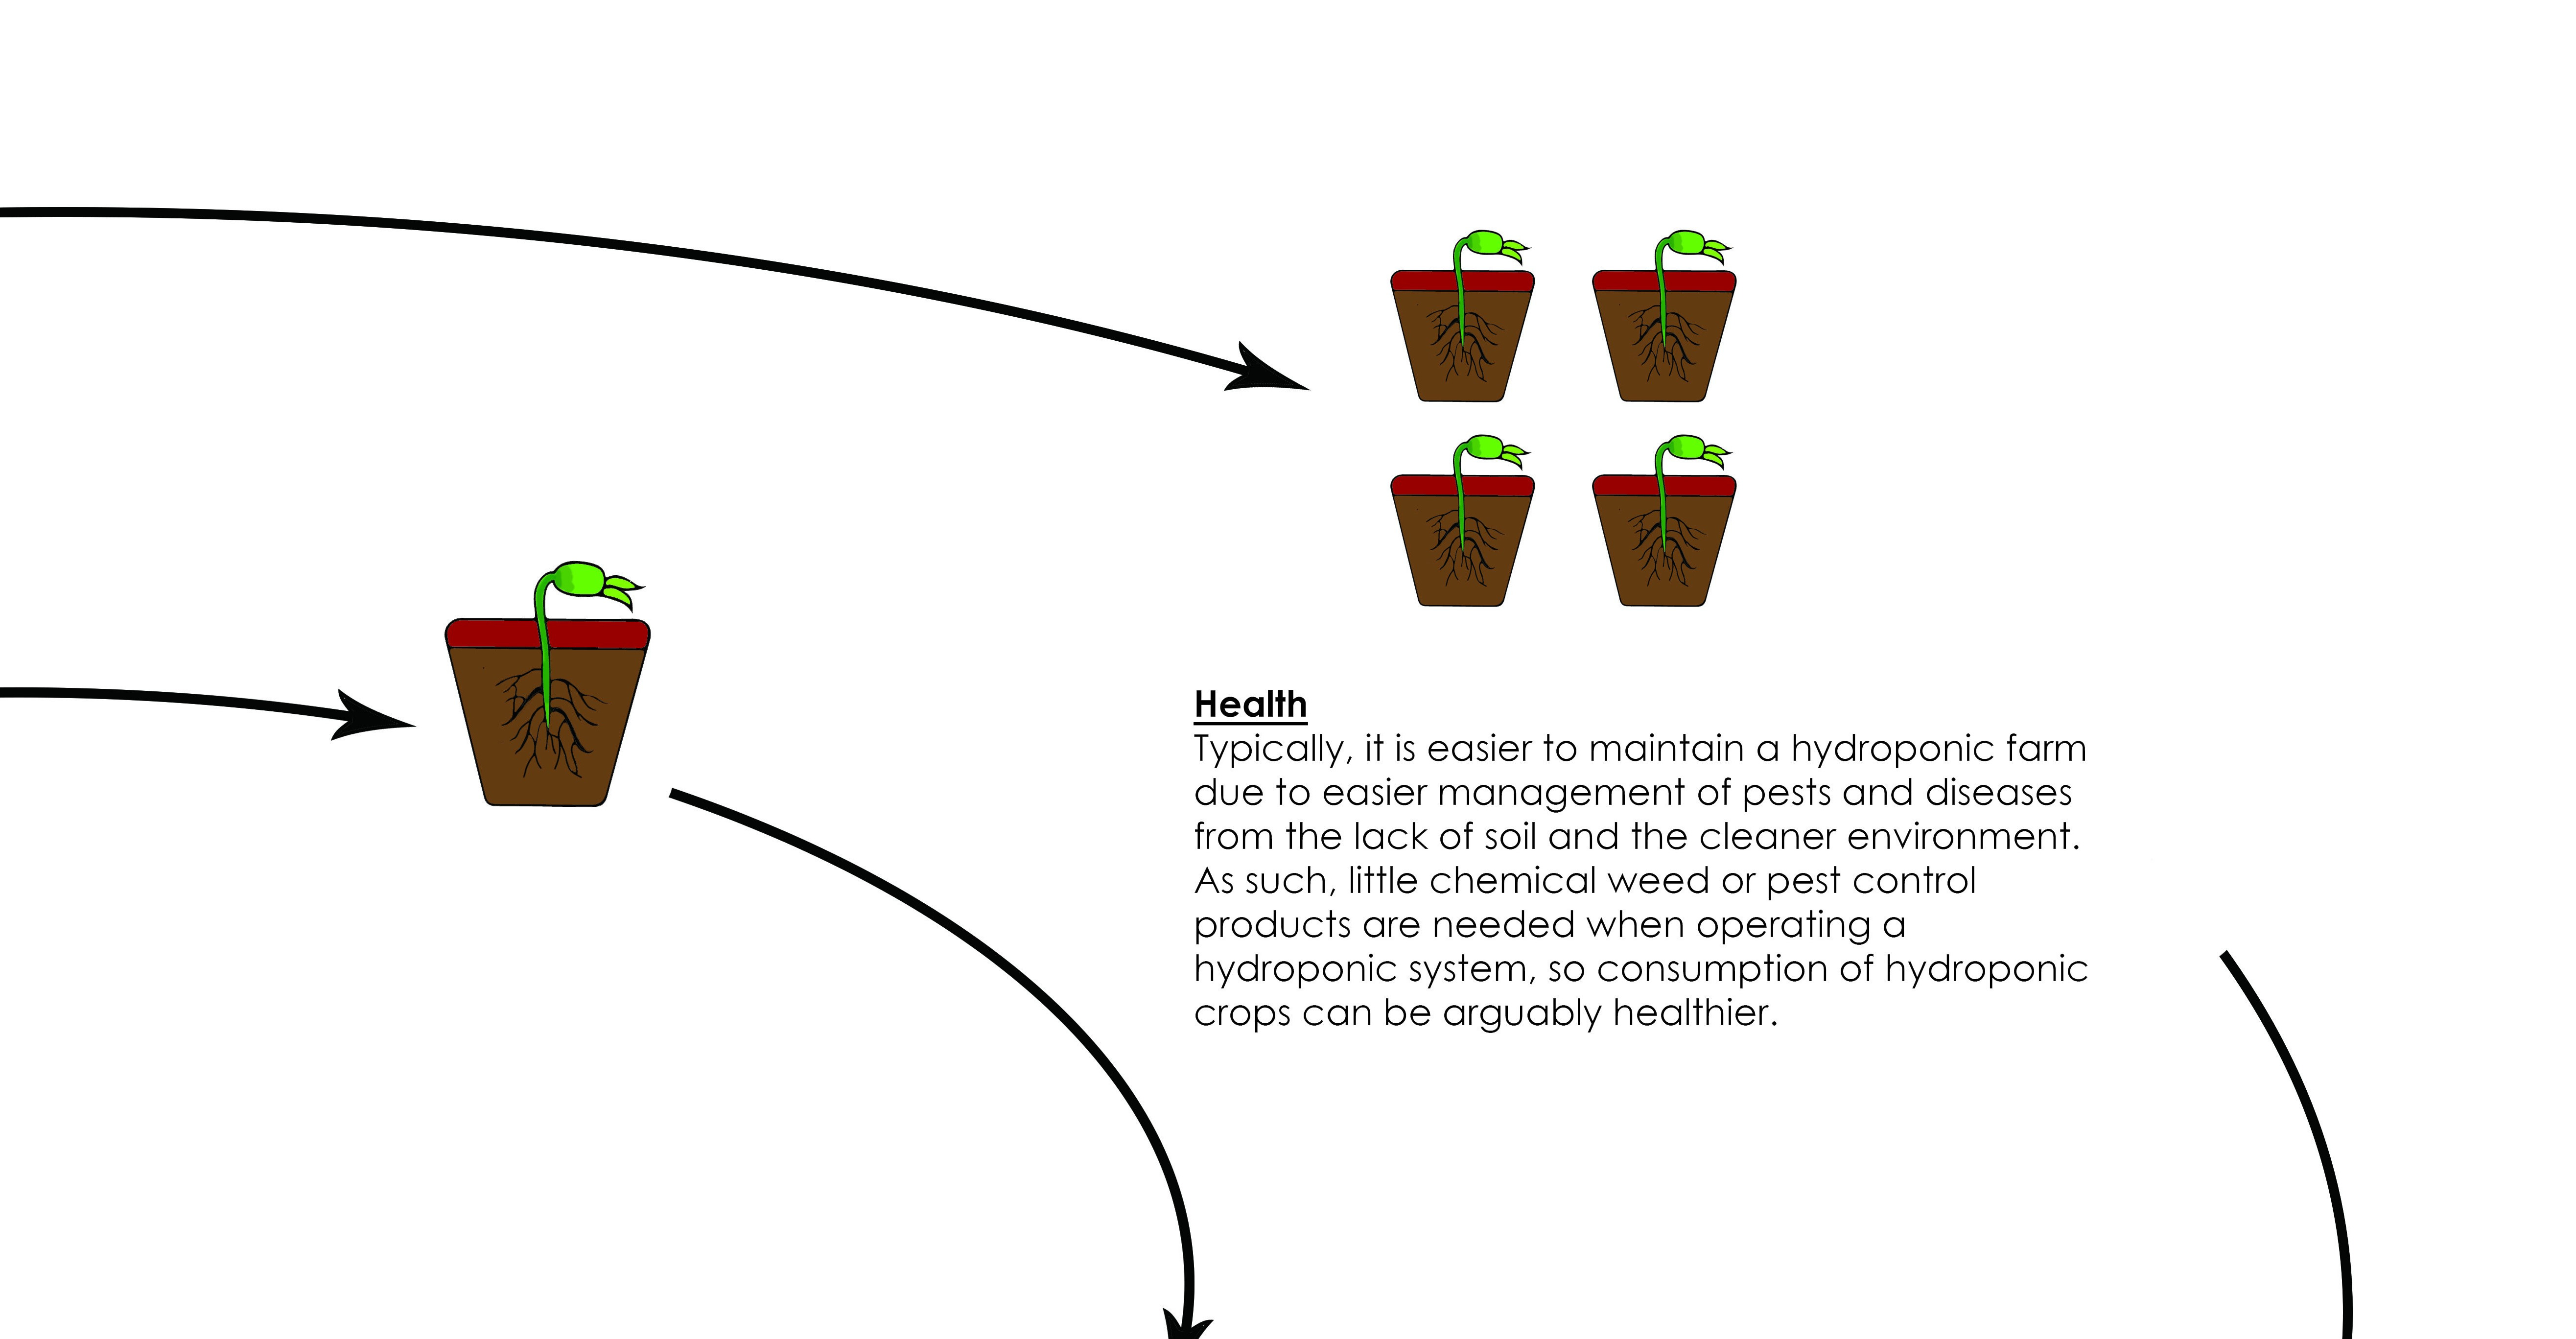 Health
Typically, it is easier to maintain a hydroponic farm
due to easier management of pests and diseases
from the lack of soil and the cleaner environment.
As such, little chemical weed or pest control
products are needed when operating a
hydroponic system, so consumption of hydroponic
crops can be arguably healthier.